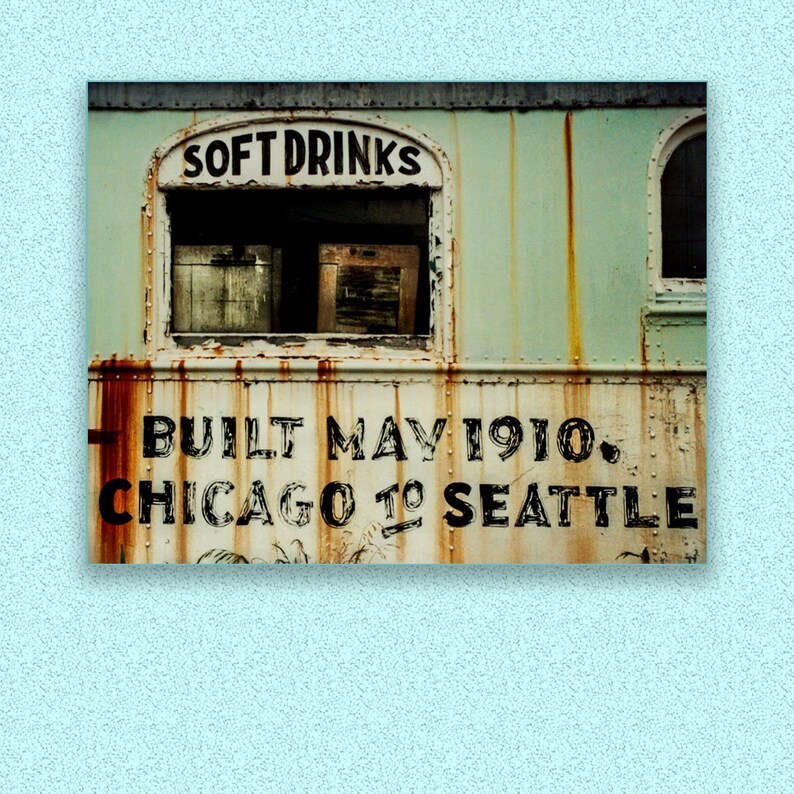 SOFT DRINKS
BUILT MAY 1910.
CHICAGO TO SEATTLE